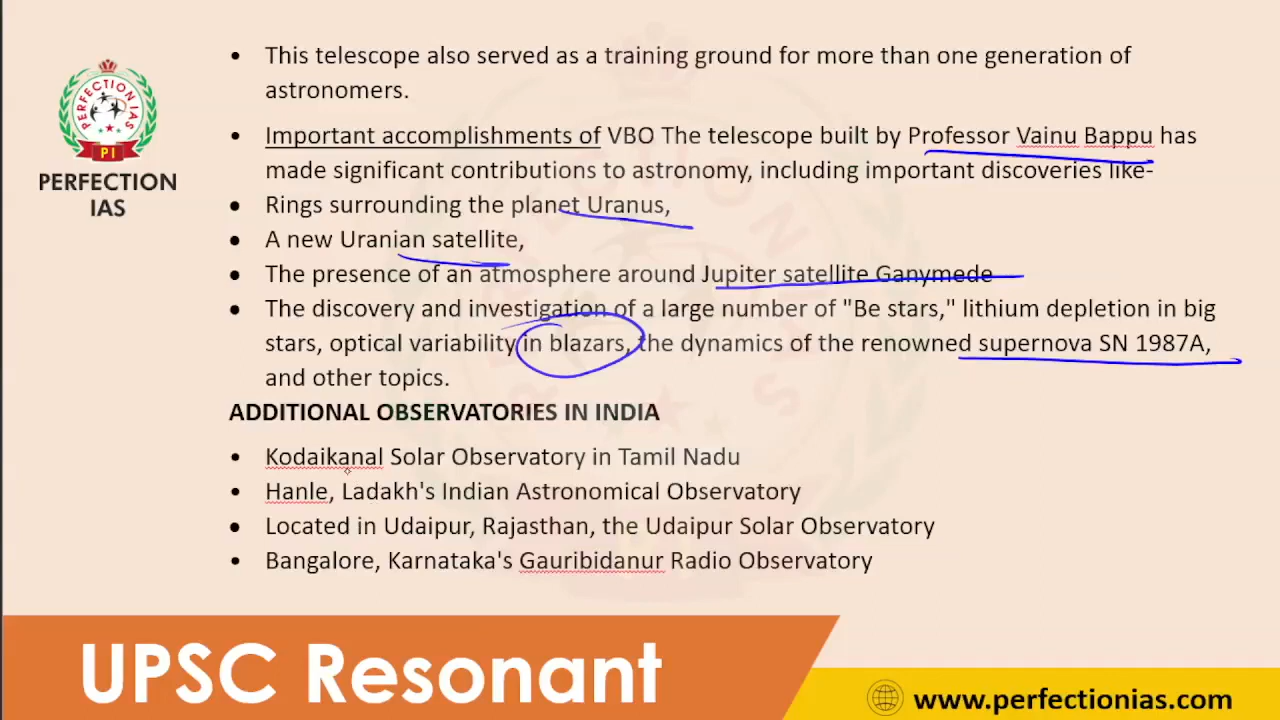 PERFECTION IAS
PI
PERFECTION
IAS
• This telescope also served as a training ground for more than one generation of
astronomers.
• Important accomplishments of VBO The telescope built by Professor Vainu Bappu has
made significant contributions to astronomy, including important discoveries like-
• Rings surrounding the planet Uranus,
• A new Uranian satellite,
• The presence of an atmosphere around Jupiter satellite Ganymede
• The discovery and investigation of a large number of "Be stars," lithium depletion in big
stars, optical variability in blazars, the dynamics of the renowned supernova SN 1987A,
and other topics.
ADDITIONAL OBSERVATORIES IN INDIA
• Kodaikanal Solar Observatory in Tamil Nadu
• Hanle, Ladakh's Indian Astronomical Observatory
• Located in Udaipur, Rajasthan, the Udaipur Solar Observatory
• Bangalore, Karnataka's Gauribidanur Radio Observatory
UPSC Resonant
www.perfectionias.com